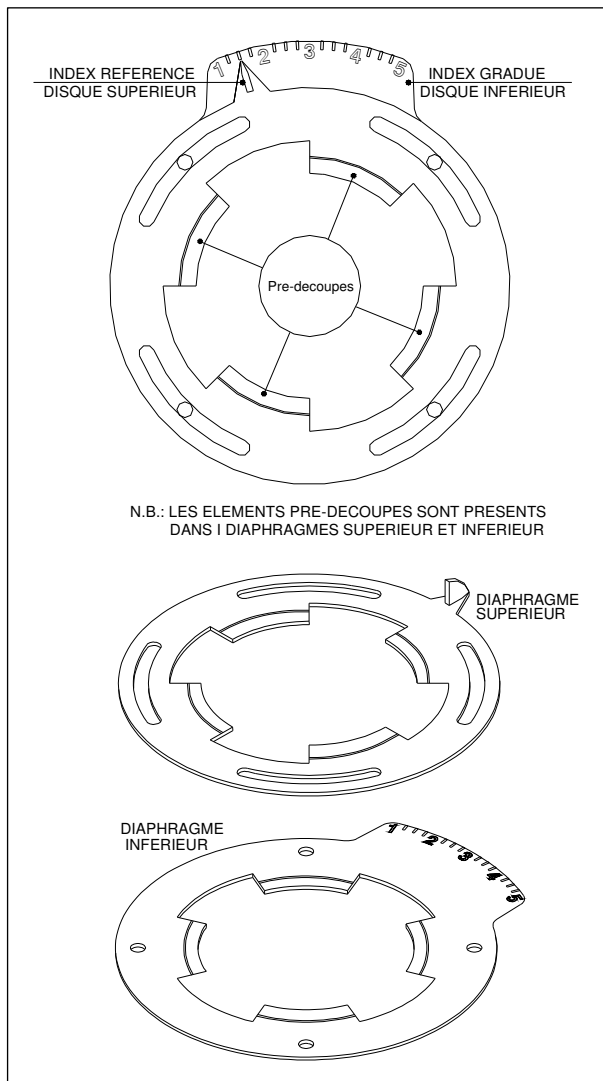 1 2 3 4 5
INDEX REFERENCE
DISQUE SUPERIEUR
INDEX GRADUE
DISQUE INFERIEUR
Pre-decoupes
N.B.: LES ELEMENTS PRE-DECOUPES SONT PRESENTS
DANS I DIAPHRAGMES SUPERIEUR ET INFERIEUR
DIAPHRAGME
SUPERIEUR
DIAPHRAGME
INFERIEUR
1 2 3 4 5